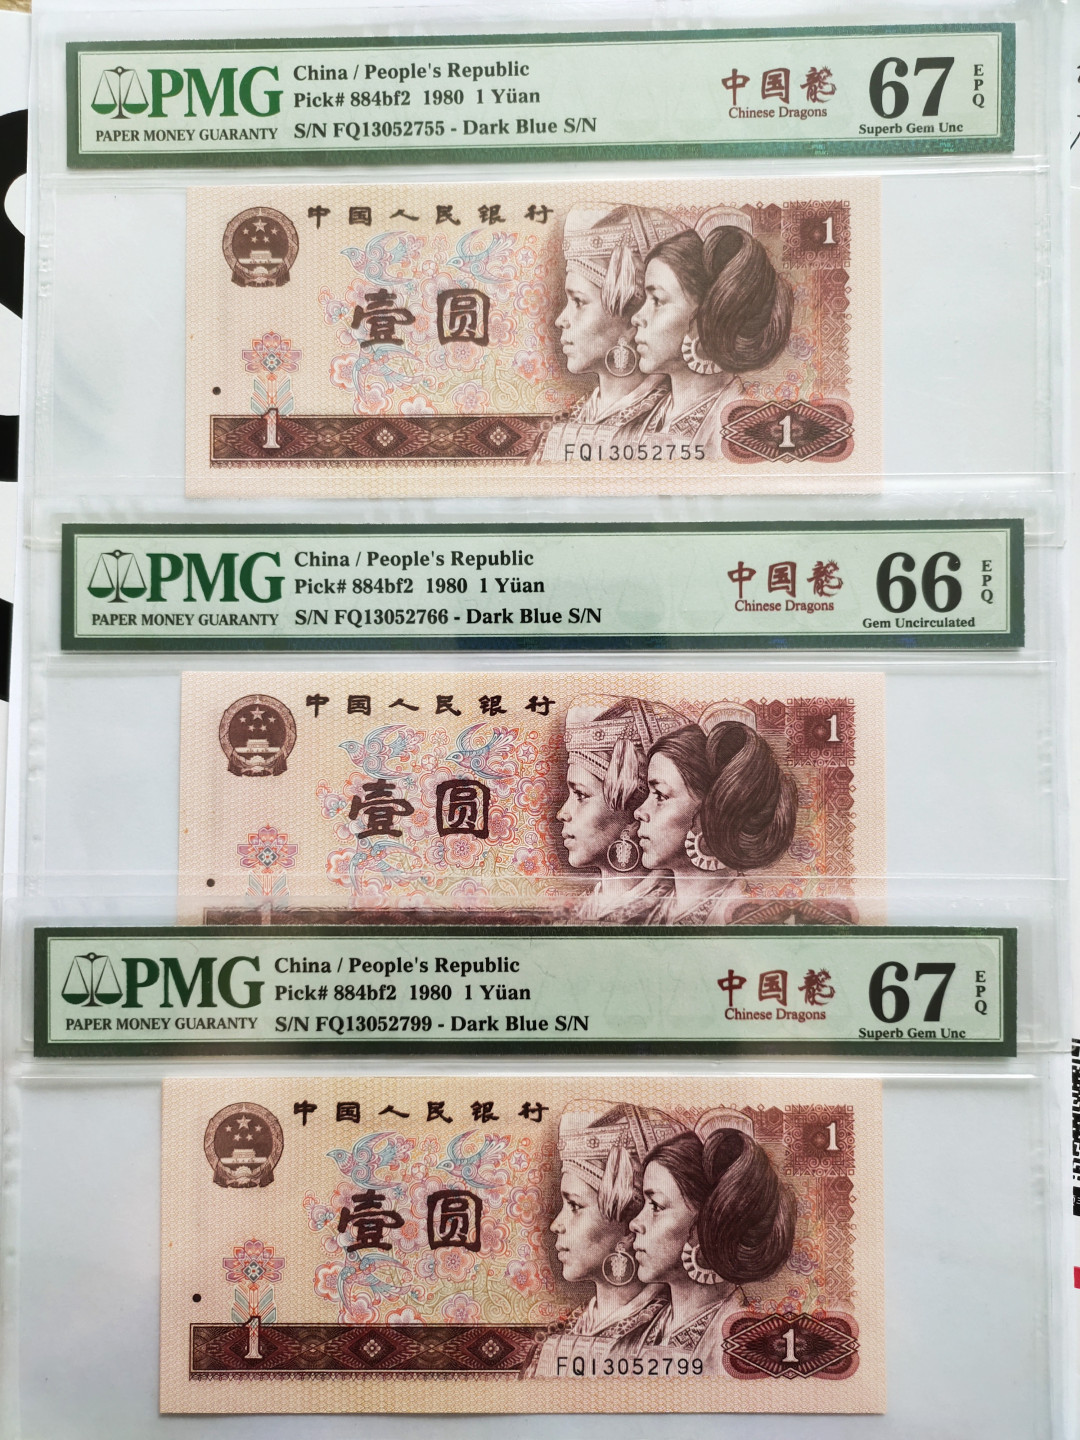 PMG
PAPER MONEY GUARANTY
China / People's Republic
Pick# 884bf2 1980 1 Yüan
S/N FQ13052755 - Dark Blue S/N
中国龙
Chinese Dragons
67
EPQ
Superb Gem Unc
中国人民银行
1
壹圆
1
FQ13052755
1
PMG
PAPER MONEY GUARANTY
China / People's Republic
Pick# 884bf2 1980 1 Yüan
S/N FQ13052766 - Dark Blue S/N
中国龙
Chinese Dragons
66
EPQ
Gem Uncirculated
中国人民银行
1
壹圆
PMG
PAPER MONEY GUARANTY
China / People's Republic
Pick# 884bf2 1980 1 Yüan
S/N FQ13052799 - Dark Blue S/N
中国龙
Chinese Dragons
67
EPQ
Superb Gem Unc
中国人民银行
1
壹圆
1
FQ13052799
1